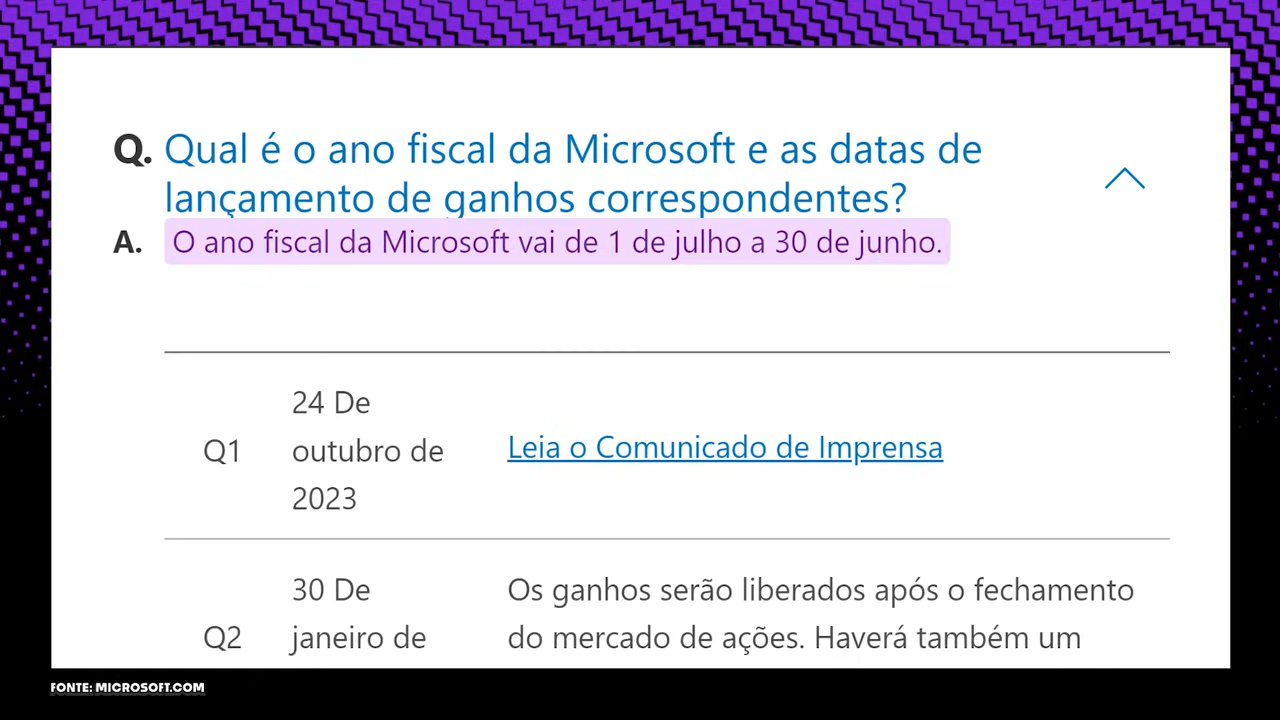 Q. Qual é o ano fiscal da Microsoft e as datas de
lançamento de ganhos correspondentes?
A. O ano fiscal da Microsoft vai de 1 de julho a 30 de junho.
24 De
Q1 outubro de Leia o Comunicado de Imprensa
2023
30 De Os ganhos serão liberados após o fechamento
Q2 janeiro de do mercado de ações. Haverá também um
FONTE: MICROSOFT.COM